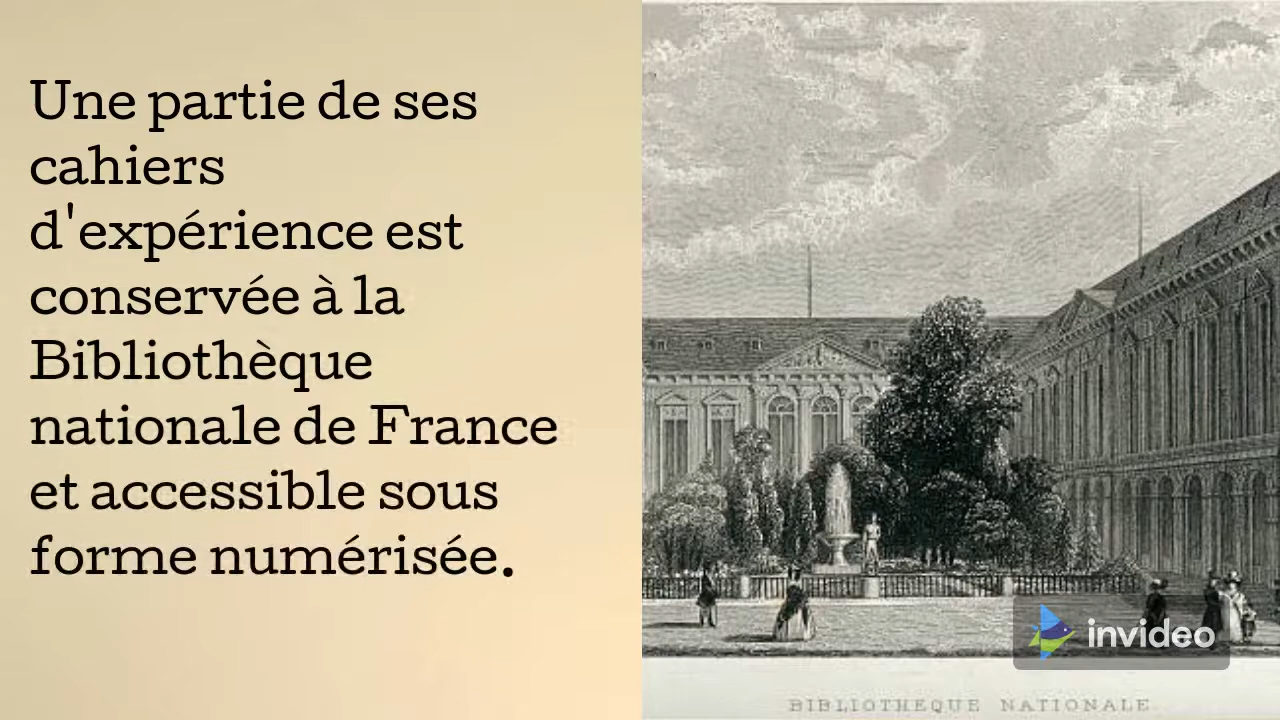 Une partie de ses
cahiers
d'expérience est
conservée à la
Bibliothèque
nationale de France
et accessible sous
forme numérisée.
invideo
BIBLIOTHEQUE NATIONALE